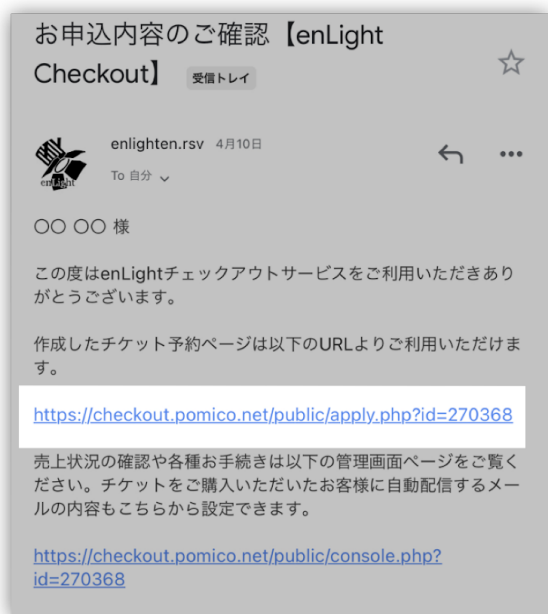 お申込内容のご確認【enLight
Checkout】 受信トレイ
enlighten.rsv 4月10日
To 自分
enLight
〇〇 〇〇 様
この度はenLightチェックアウトサービスをご利用いただきあり
がとうございます。
作成したチケット予約ページは以下のURLよりご利用いただけま
す。
https://checkout.pomico.net/public/apply.php?id=270368
売上状況の確認や各種お手続きは以下の管理画面ページをご覧く
ださい。チケットをご購入いただいたお客様に自動配信するメー
ルの内容もこちらから設定できます。
https://checkout.pomico.net/public/console.php?
id=270368